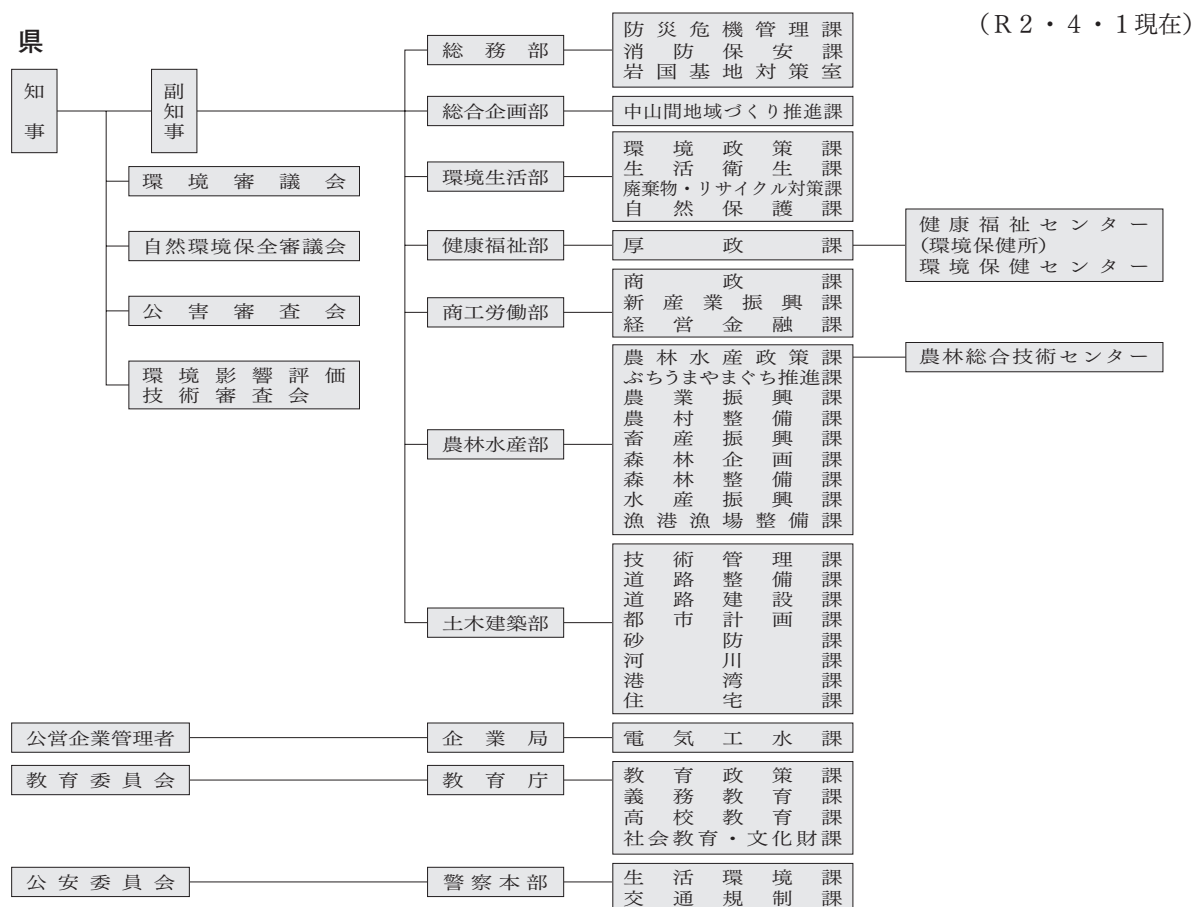 （Ｒ２・４・１現在）
県
知事
副知事
環境審議会
自然環境保全審議会
公害審査会
環境影響評価
技術審査会
総務部
防災危機管理課
消防保安課
岩国基地対策室
総合企画部
中山間地域づくり推進課
環境生活部
環境政策課
生活衛生課
廃棄物・リサイクル対策課
自然保護課
健康福祉部
厚政課
健康福祉センター
(環境保健所)
環境保健センター
商工労働部
商政課
新産業振興課
経営金融課
農林水産部
農林水産政策課
ぶちうまやまぐち推進課
農業振興課
農村整備課
畜産振興課
森林企画課
森林整備課
水産振興課
漁港漁場整備課
農林総合技術センター
土木建築部
技術管理課
道路整備課
道路建設課
都市計画課
砂防課
河川課
港湾課
住宅課
公営企業管理者
企業局
電気工水課
教育委員会
教育庁
教育政策課
義務教育課
高校教育課
社会教育・文化財課
公安委員会
警察本部
生活環境課
交通規制課